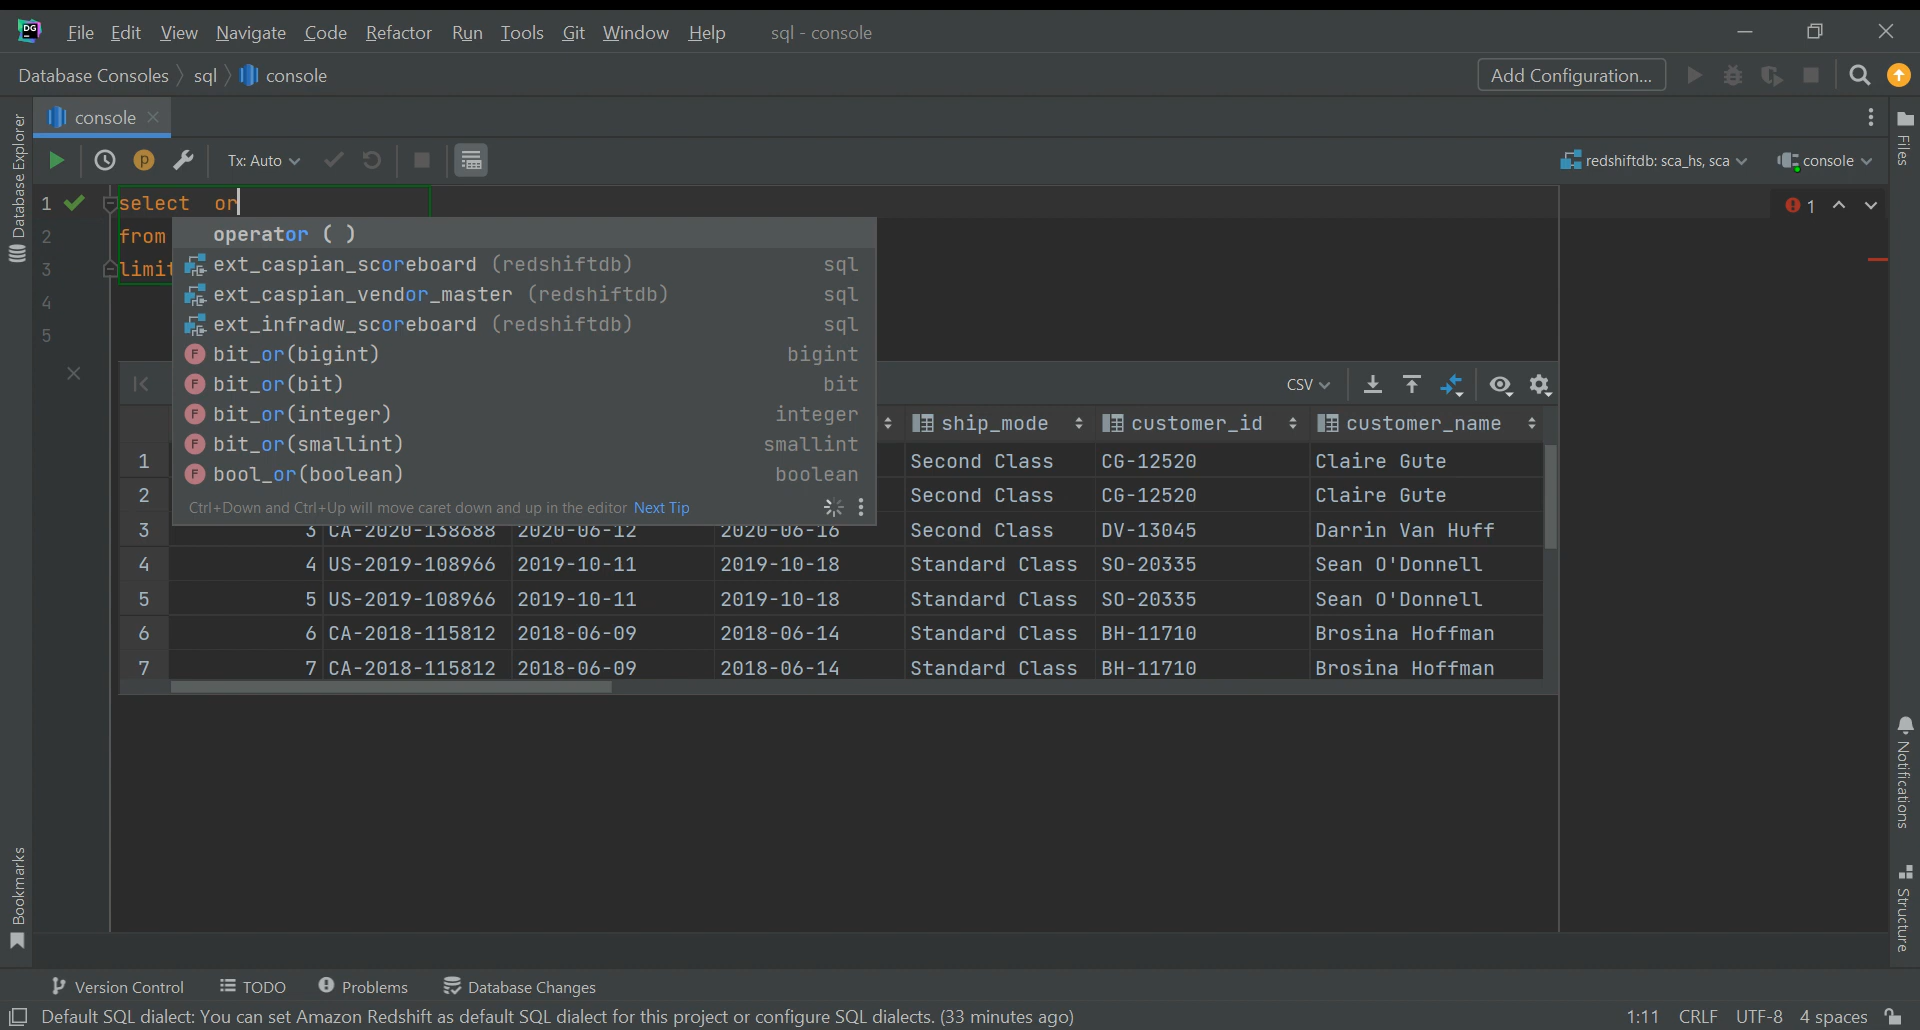 DG File Edit View Navigate Code Refactor Run Tools Git Window Help sql - console
Database Consoles sql console Add Configuration...
console
Tx: Auto redshiftdb: sca_hs, sca console
Database Explorer
Files
1 select or 1
2 from
3 limit
4
5
operator ( )
ext_caspian_scoreboard (redshiftdb) sql
ext_caspian_vendor_master (redshiftdb) sql
ext_infradw_scoreboard (redshiftdb) sql
F bit_or(bigint) bigint
F bit_or(bit) bit
F bit_or(integer) integer
F bit_or(smallint) smallint
F bool_or(boolean) boolean
Ctrl+Down and Ctrl+Up will move caret down and up in the editor Next Tip
CSV
ship_mode customer_id customer_name
1 Second Class CG-12520 Claire Gute
2 Second Class CG-12520 Claire Gute
3 3 CA-2020-138688 2020-06-12 2020-06-16 Second Class DV-13045 Darrin Van Huff
4 4 US-2019-108966 2019-10-11 2019-10-18 Standard Class SO-20335 Sean O'Donnell
5 5 US-2019-108966 2019-10-11 2019-10-18 Standard Class SO-20335 Sean O'Donnell
6 6 CA-2018-115812 2018-06-09 2018-06-14 Standard Class BH-11710 Brosina Hoffman
7 7 CA-2018-115812 2018-06-09 2018-06-14 Standard Class BH-11710 Brosina Hoffman
Notifications
Bookmarks
Structure
Version Control TODO Problems Database Changes
Default SQL dialect: You can set Amazon Redshift as default SQL dialect for this project or configure SQL dialects. (33 minutes ago) 1:11 CRLF UTF-8 4 spaces